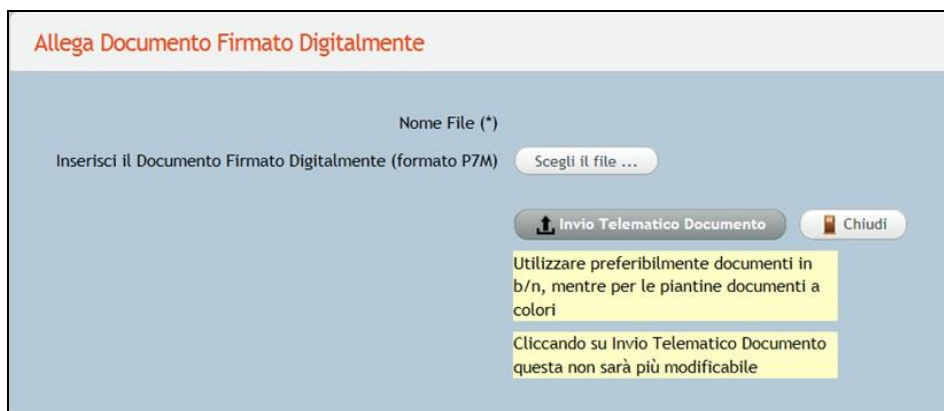 Allega Documento Firmato Digitalmente
Nome File (*)
Inserisci il Documento Firmato Digitalmente (formato P7M) Scegli il file ...
Invio Telematico Documento Chiudi
Utilizzare preferibilmente documenti in
b/n, mentre per le piantine documenti a
colori
Cliccando su Invio Telematico Documento
questa non sarà più modificabile